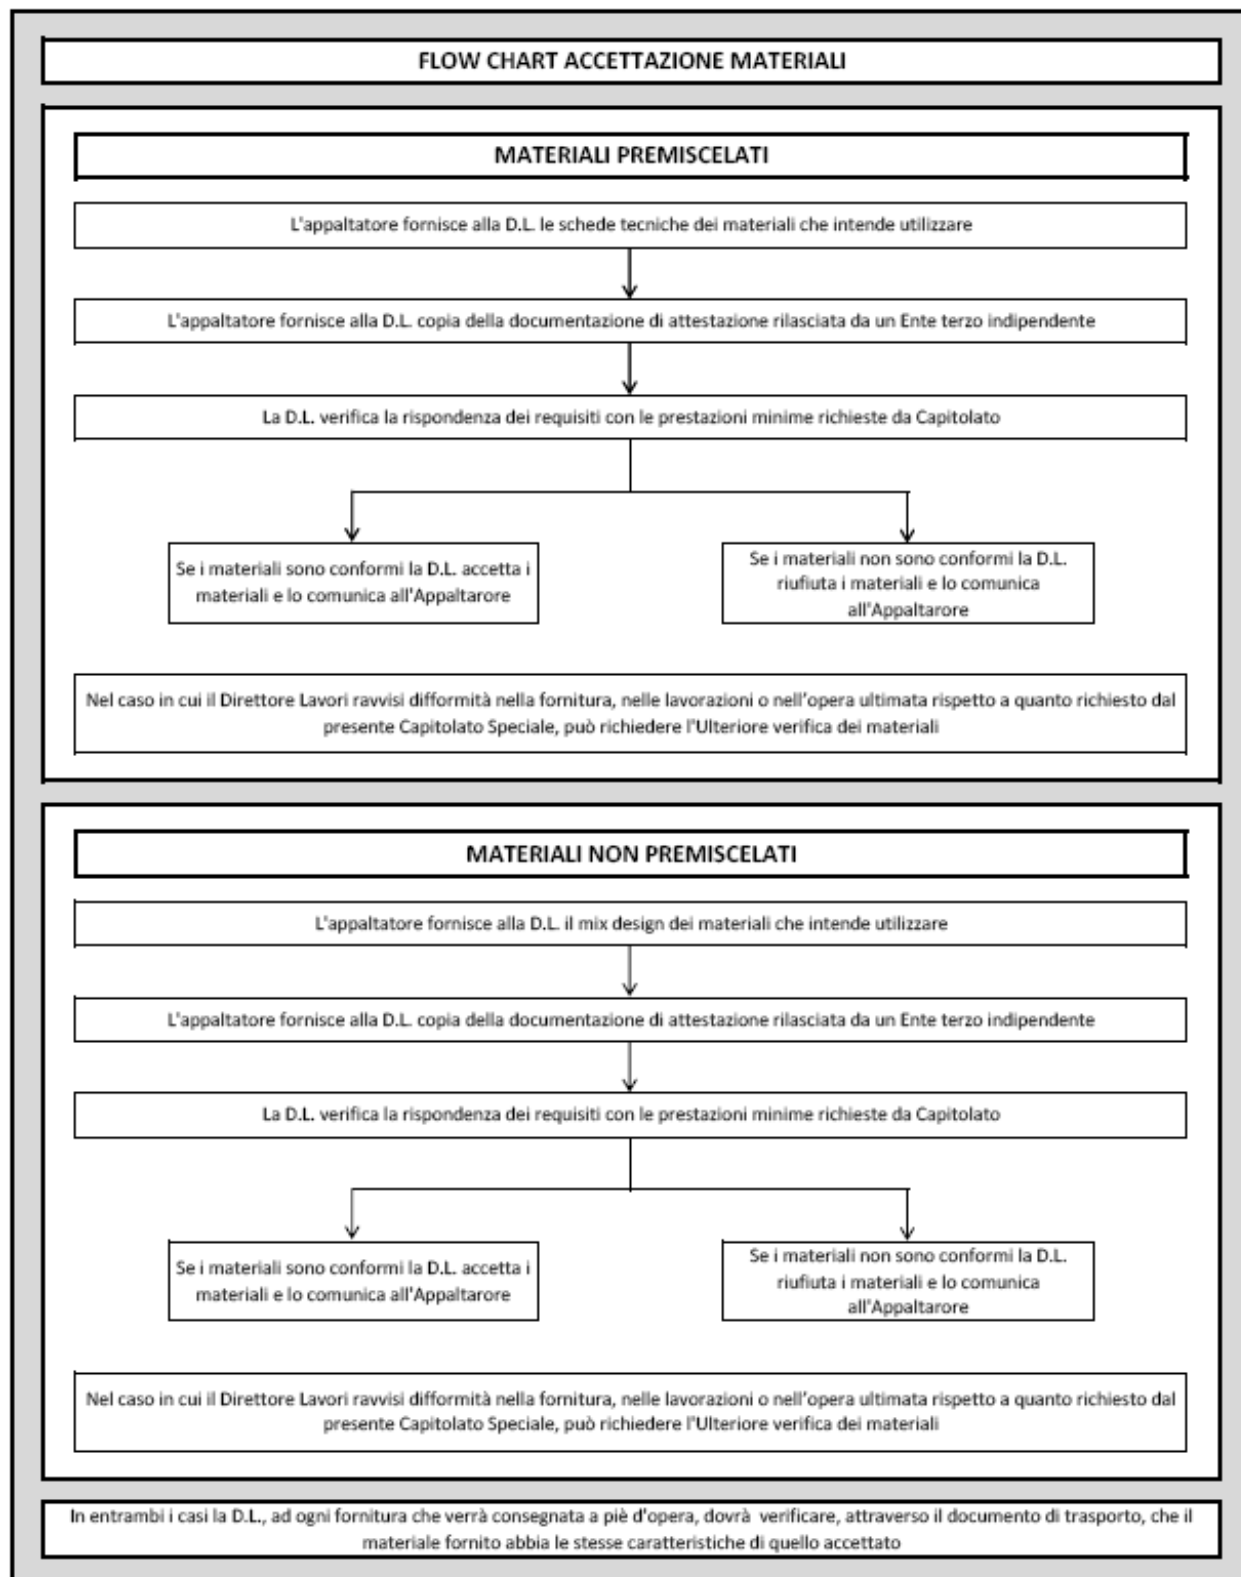 FLOW CHART ACCETTAZIONE MATERIALI
MATERIALI PREMISCELATI
L'appaltatore fornisce alla D.L. le schede tecniche dei materiali che intende utilizzare
L'appaltatore fornisce alla D.L. copia della documentazione di attestazione rilasciata da un Ente terzo indipendente
La D.L. verifica la rispondenza dei requisiti con le prestazioni minime richieste da Capitolato
Se i materiali sono conformi la D.L. accetta i
materiali e lo comunica all'Appaltarore
Se i materiali non sono conformi la D.L.
riufiuta i materiali e lo comunica
all'Appaltarore
Nel caso in cui il Direttore Lavori ravvisi difformità nella fornitura, nelle lavorazioni o nell'opera ultimata rispetto a quanto richiesto dal
presente Capitolato Speciale, può richiedere l'Ulteriore verifica dei materiali
MATERIALI NON PREMISCELATI
L'appaltatore fornisce alla D.L. il mix design dei materiali che intende utilizzare
L'appaltatore fornisce alla D.L. copia della documentazione di attestazione rilasciata da un Ente terzo indipendente
La D.L. verifica la rispondenza dei requisiti con le prestazioni minime richieste da Capitolato
Se i materiali sono conformi la D.L. accetta i
materiali e lo comunica all'Appaltarore
Se i materiali non sono conformi la D.L.
riufiuta i materiali e lo comunica
all'Appaltarore
Nel caso in cui il Direttore Lavori ravvisi difformità nella fornitura, nelle lavorazioni o nell'opera ultimata rispetto a quanto richiesto dal
presente Capitolato Speciale, può richiedere l'Ulteriore verifica dei materiali
In entrambi i casi la D.L., ad ogni fornitura che verrà consegnata a piè d'opera, dovrà verificare, attraverso il documento di trasporto, che il
materiale fornito abbia le stesse caratteristiche di quello accettato